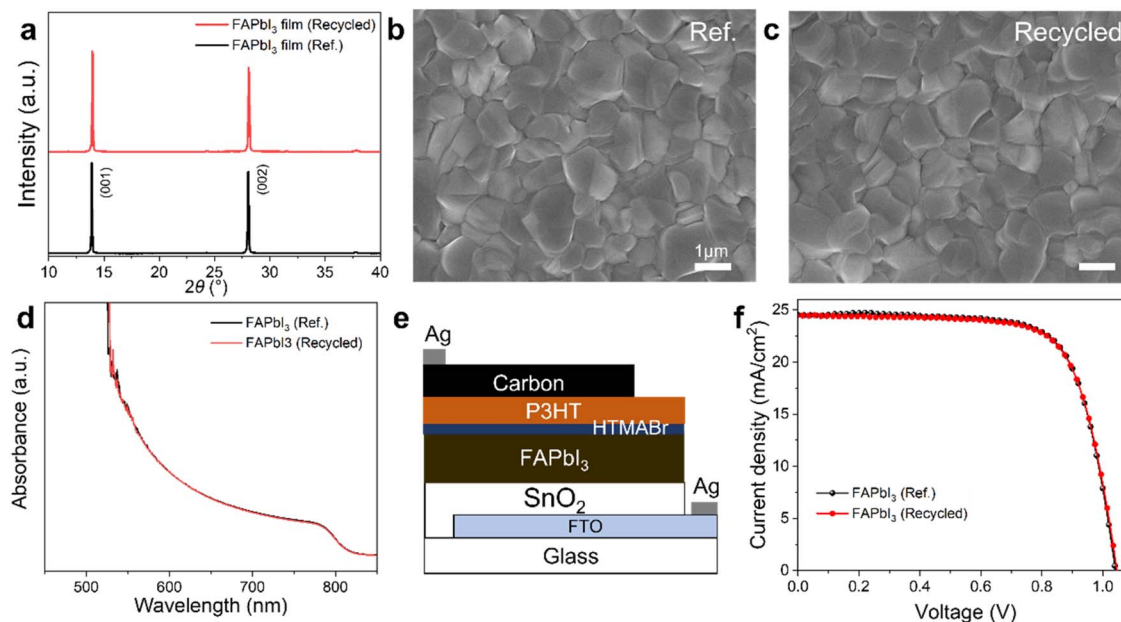 a
FAPbI₃ film (Recycled)
FAPbI₃ film (Ref.)
Intensity (a.u.)
(001)
(002)
10 15 20 25 30 35 40
2θ (°)
b
Ref.
1μm
c
Recycled
d
FAPbI₃ (Ref.)
FAPbI3 (Recycled)
Absorbance (a.u.)
500 600 700 800
Wavelength (nm)
e
Ag
Carbon
P3HT
HTMABr
FAPbI₃
SnO₂
Ag
FTO
Glass
f
25
20
15
10
5
0
Current density (mA/cm²)
FAPbI₃ (Ref.)
FAPbI₃ (Recycled)
0.0 0.2 0.4 0.6 0.8 1.0
Voltage (V)